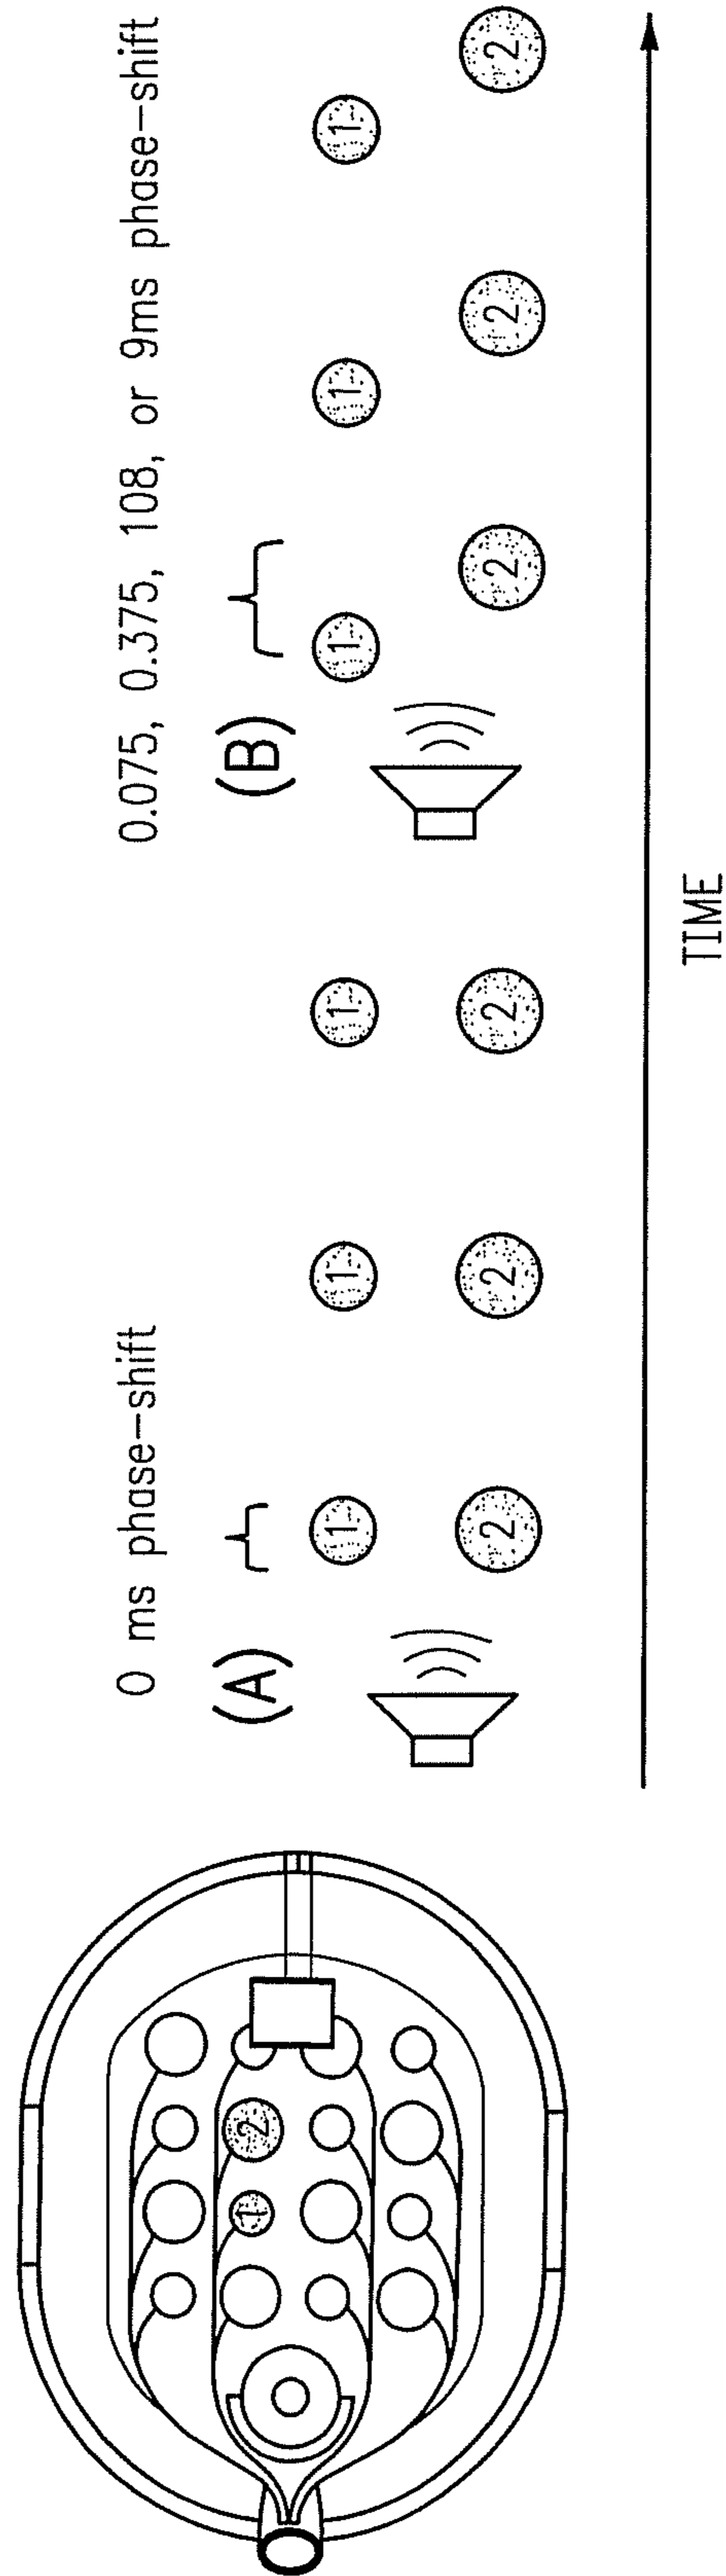 0 ms phase-shift
0.075, 0.375, 108, or 9ms phase-shift
(A)
(B)
1 1 1 1 1 1
2 2 2 2 2 2
1 2
TIME